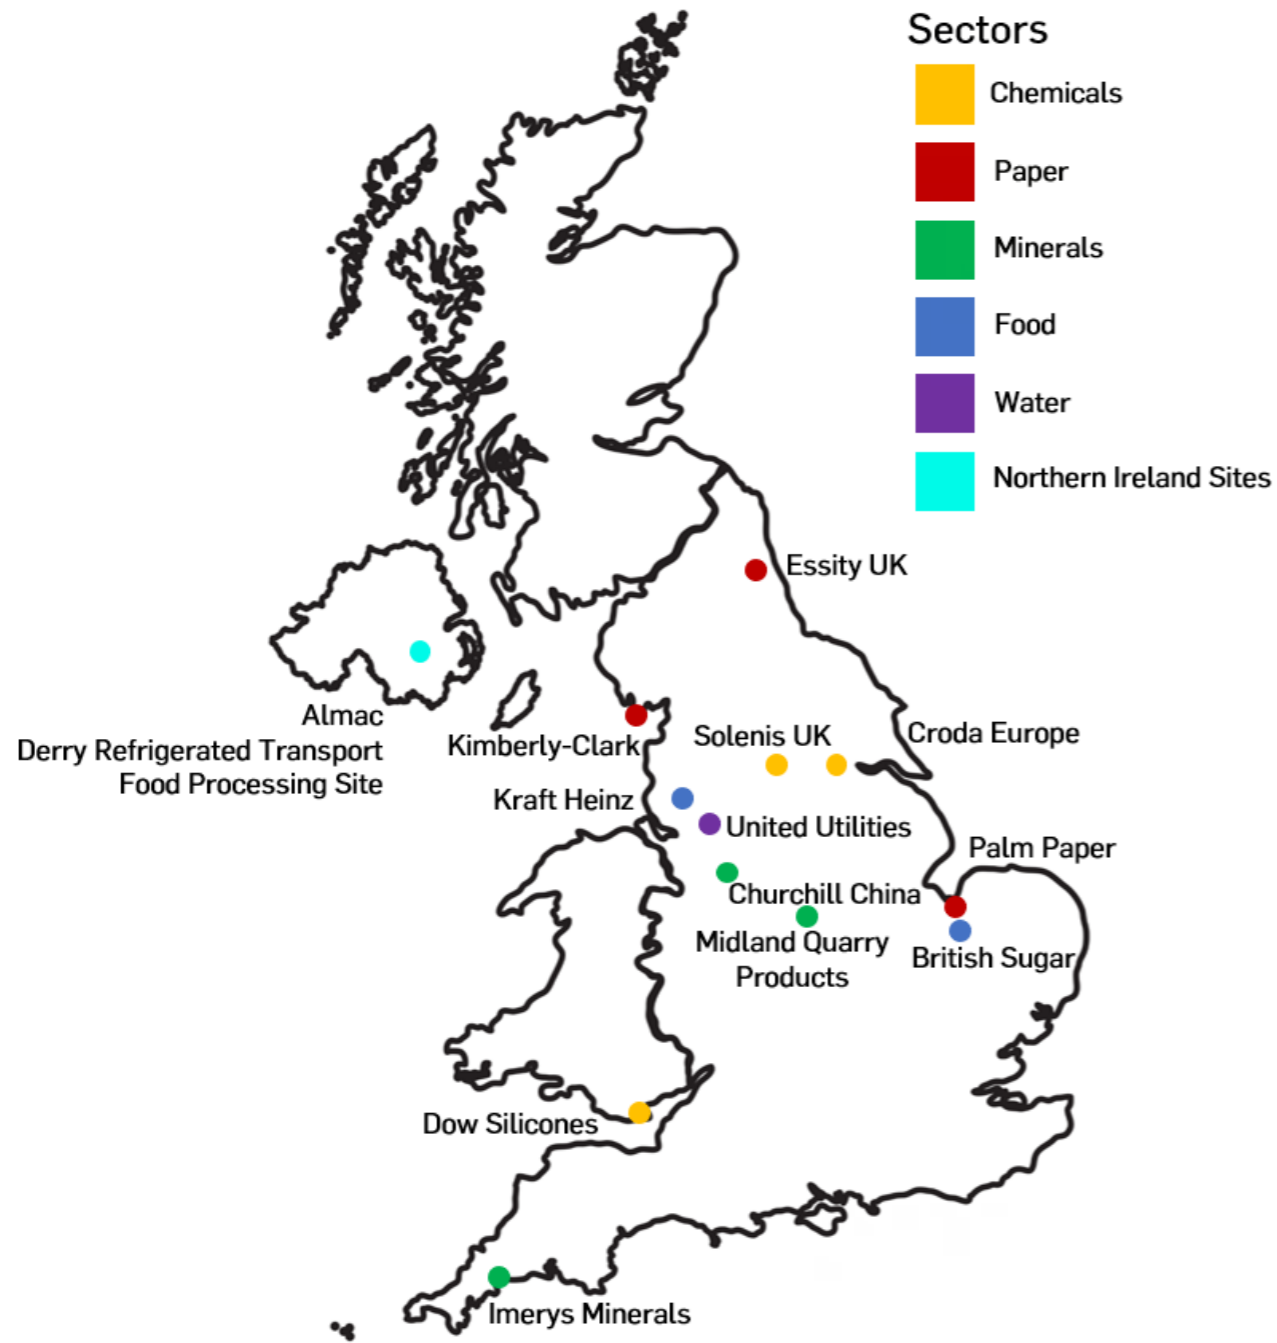 Sectors
Chemicals
Paper
Minerals
Food
Water
Northern Ireland Sites
Essity UK
Almac
Derry Refrigerated Transport
Food Processing Site
Kimberly-Clark
Solenis UK
Croda Europe
Kraft Heinz
United Utilities
Palm Paper
Churchill China
Midland Quarry
Products
British Sugar
Dow Silicones
Imerys Minerals